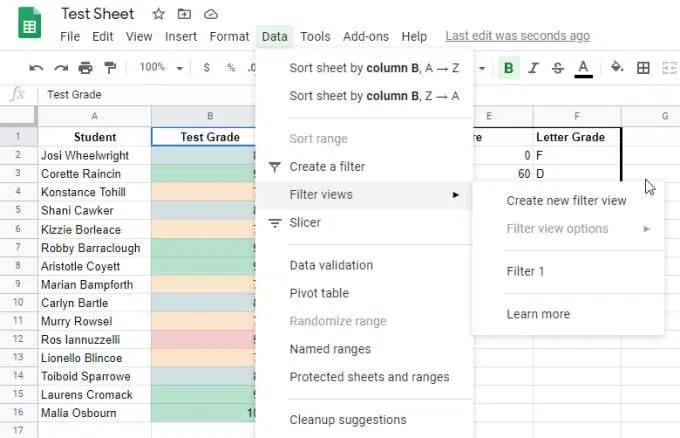 Test Sheet
File Edit View Insert Format Data Tools Add-ons Help Last edit was seconds ago
100% $ % .0 B I S A
fx Test Grade
A B E F G
1 Student Test Grade re Letter Grade
2 Josi Wheelwright 8 0 F
3 Corette Raincin 9 60 D
4 Konstance Tohill 7
5 Shani Cawker 8
6 Kizzie Borleace 7
7 Robby Barraclough 9
8 Aristotle Coyett 9
9 Marian Bampforth 7
10 Carlyn Bartle 8
11 Murry Rowsel 7
12 Ros Iannuzzelli 5
13 Lionello Blincoe 7
14 Toiboid Sparrowe 8
15 Laurens Cromack 9
16 Malia Osbourn 10
17
Sort sheet by column B, A → Z
Sort sheet by column B, Z → A
Sort range
Create a filter
Filter views
Slicer
Data validation
Pivot table
Randomize range
Named ranges
Protected sheets and ranges
Cleanup suggestions
Create new filter view
Filter view options
Filter 1
Learn more